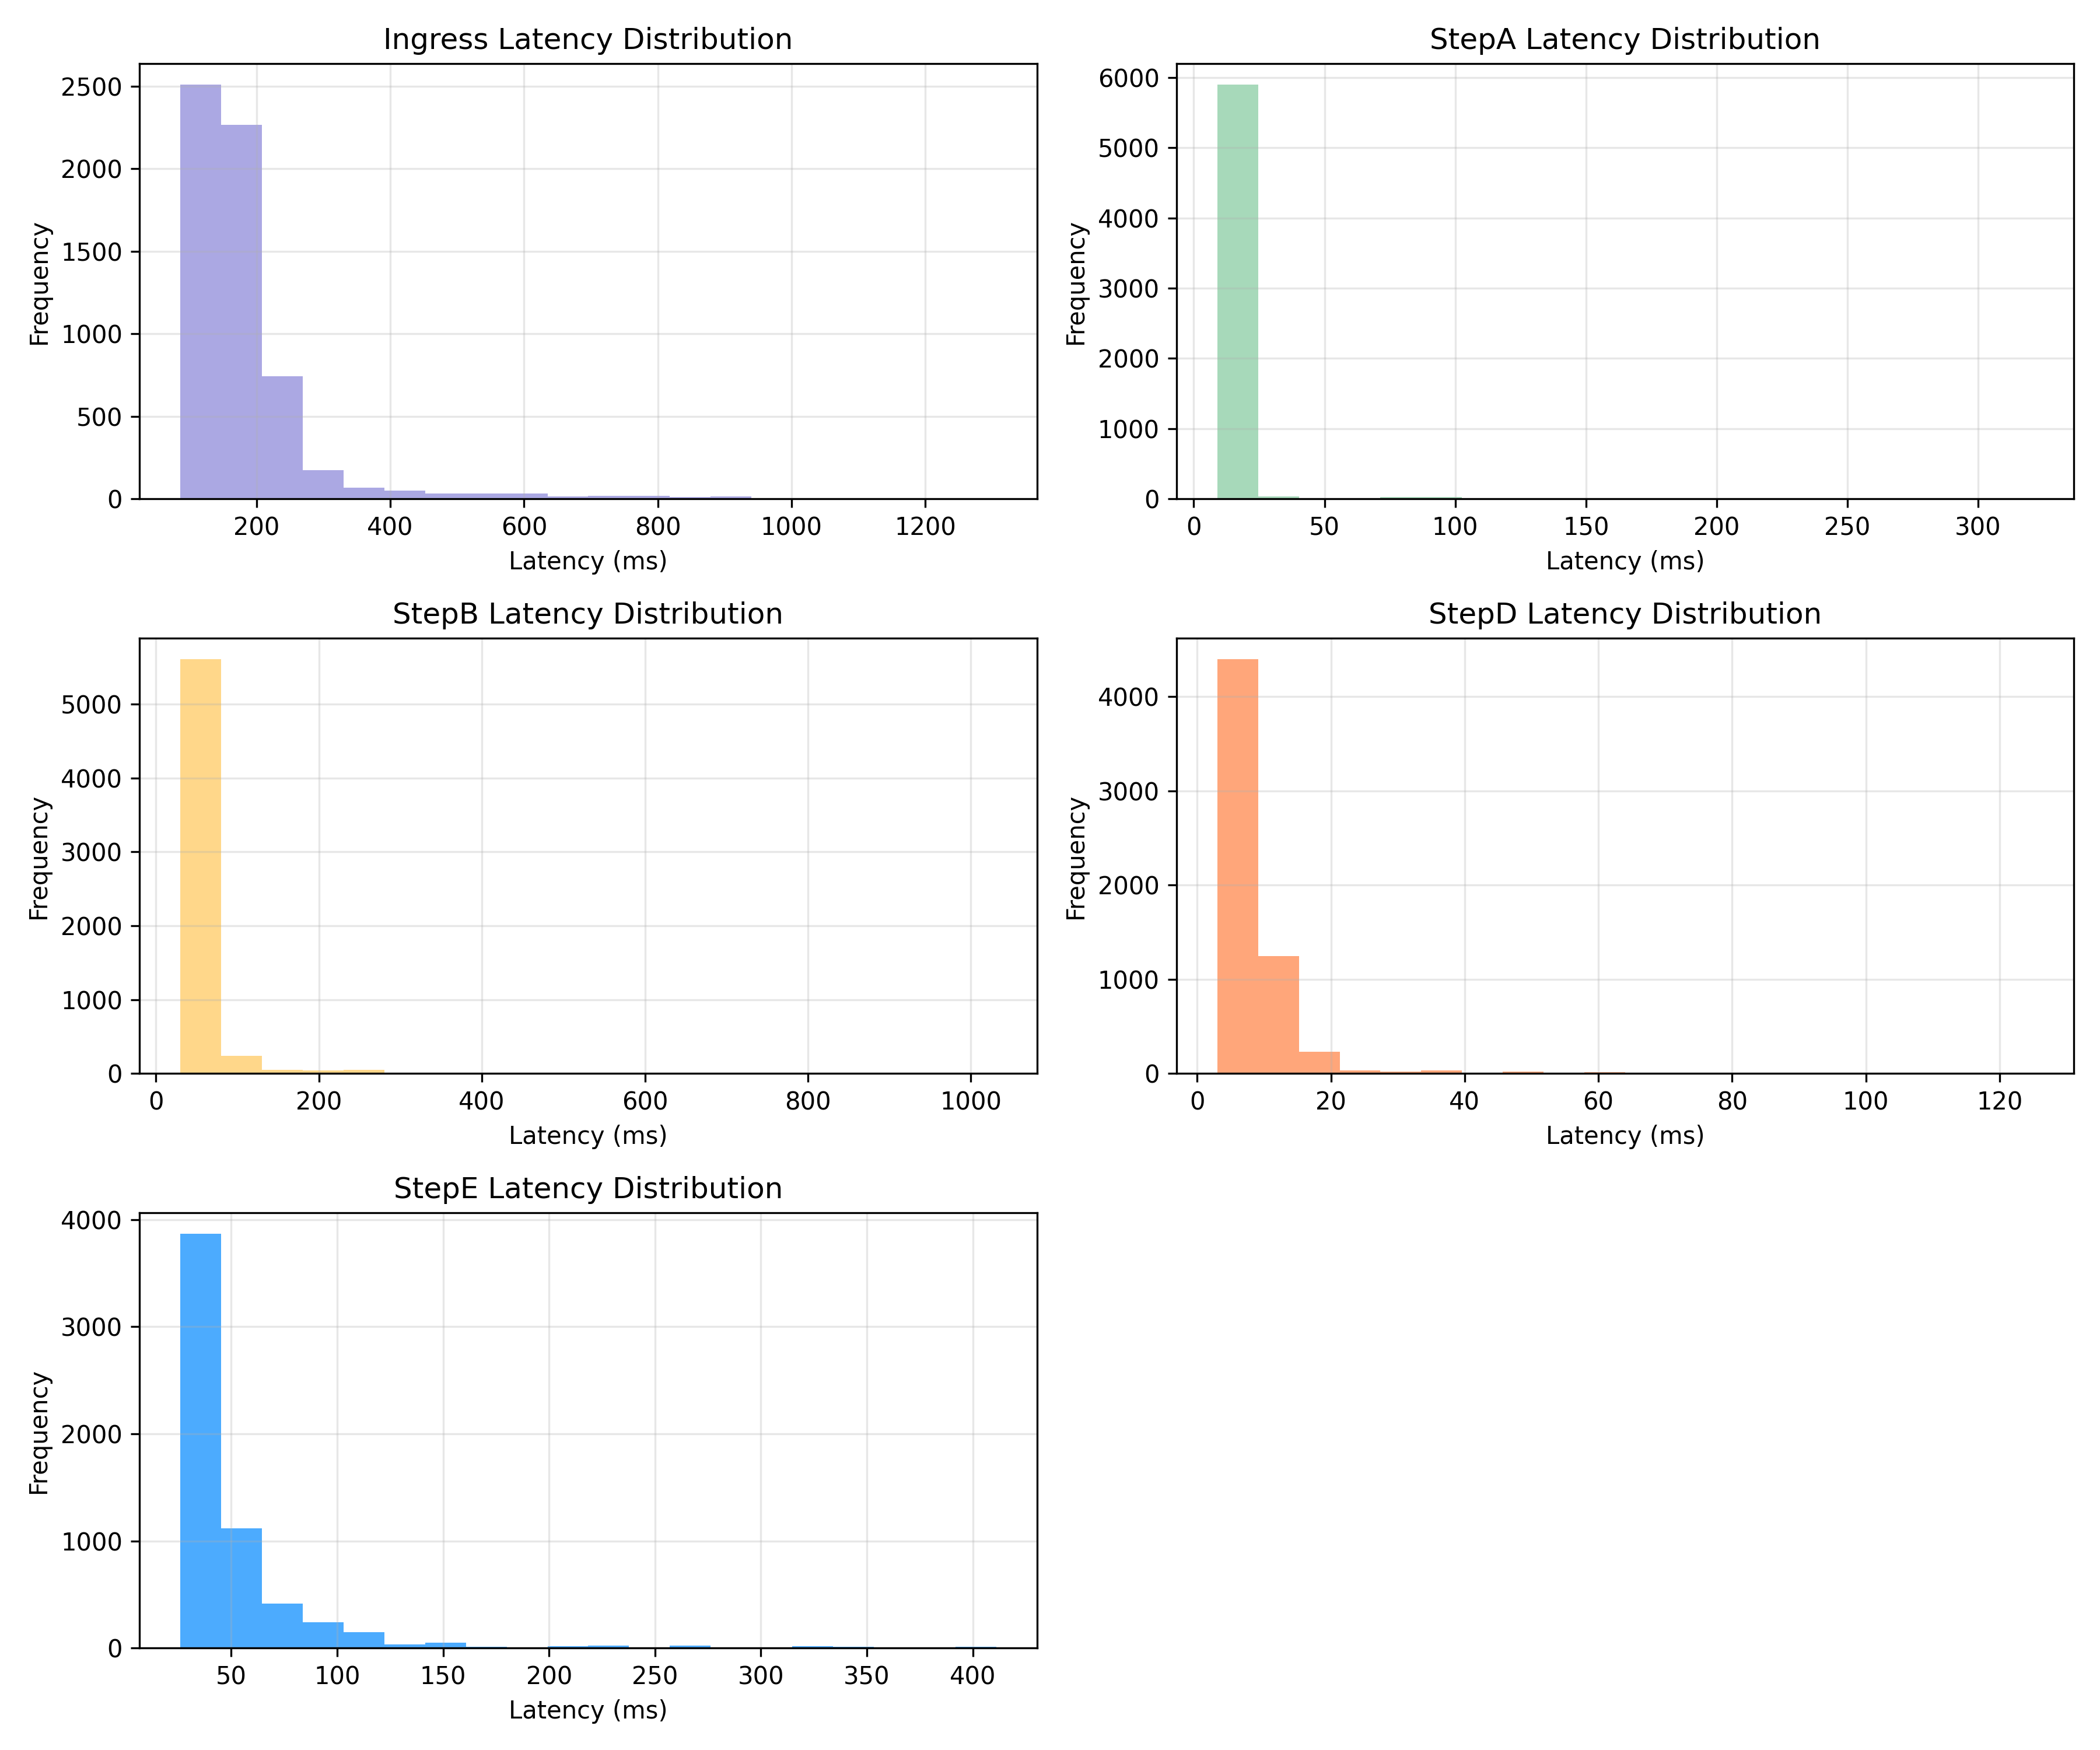 Ingress Latency Distribution
Frequency
2500
2000
1500
1000
500
0
200 400 600 800 1000 1200
Latency (ms)
StepA Latency Distribution
Frequency
6000
5000
4000
3000
2000
1000
0
0 50 100 150 200 250 300
Latency (ms)
StepB Latency Distribution
Frequency
5000
4000
3000
2000
1000
0
0 200 400 600 800 1000
Latency (ms)
StepD Latency Distribution
Frequency
4000
3000
2000
1000
0
0 20 40 60 80 100 120
Latency (ms)
StepE Latency Distribution
Frequency
4000
3000
2000
1000
0
50 100 150 200 250 300 350 400
Latency (ms)